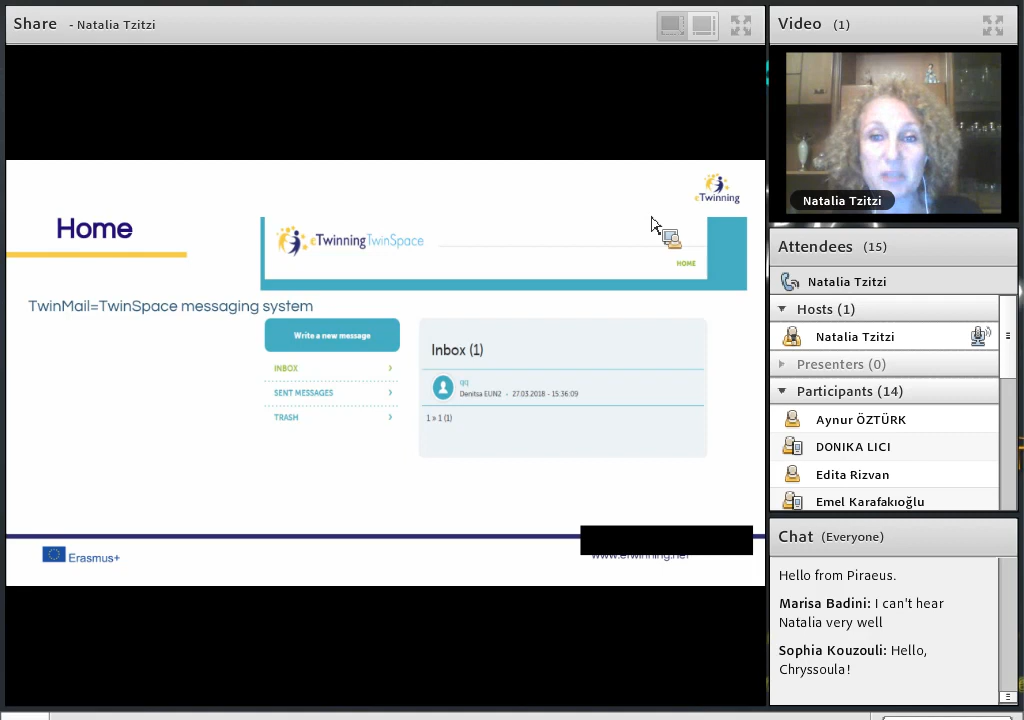 Share - Natalia Tzitzi
eTwinning
Home
eTwinning TwinSpace
HOME
TwinMail=TwinSpace messaging system
Write a new message
INBOX
SENT MESSAGES
TRASH
Inbox (1)
qq
Denitsa EUN2 - 27.03.2018 - 15:36:09
1 » 1 (1)
Erasmus+
Video (1)
Natalia Tzitzi
Attendees (15)
Natalia Tzitzi
Hosts (1)
Natalia Tzitzi
Presenters (0)
Participants (14)
Aynur ÖZTÜRK
DONIKA LICI
Edita Rizvan
Emel Karafakıoğlu
Chat (Everyone)
Hello from Piraeus.
Marisa Badini: I can't hear
Natalia very well
Sophia Kouzouli: Hello,
Chryssoula!